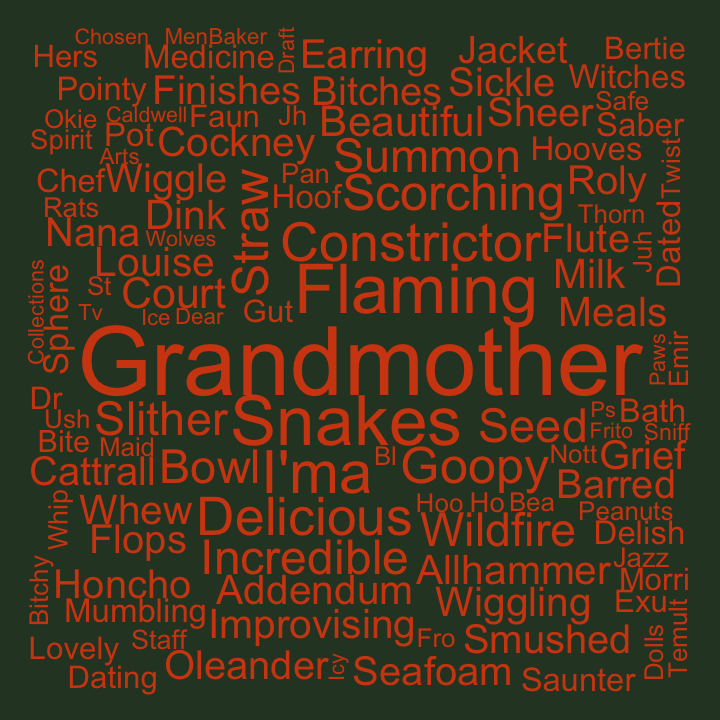 Chosen
MenBaker
Draft
Hers
Medicine
Earring
Jacket
Bertie
Pointy
Finishes
Bitches
Sickle
Witches
Okie
Caldwell
Faun
Jh
Beautiful
Sheer
Safe
Saber
Spirit
Pot
Cockney
Summon
Hooves
Arts
Chef
Wiggle
Straw
Pan
Hoof
Scorching
Roly
Twist
Rats
Dink
Thorn
Dated
Nana
Wolves
Constrictor
Flute
Juh
Louise
Collections
Sphere
St
Court
Flaming
Milk
Tv
Ice
Dear
Gut
Meals
Grandmother
Paws
Emir
Dr
Ush
Slither
Snakes
Seed
Ps
Bath
Frito
Sniff
Bite
Maid
Cattrall
Bowl
I'ma
Bl
Goopy
Nott
Grief
Barred
Whip
Whew
Delicious
Hoo
Ho
Bea
Peanuts
Flops
Wildfire
Delish
Bitchy
Honcho
Incredible
Allhammer
Jazz
Morri
Addendum
Wiggling
Exu
Mumbling
Improvising
Fro
Smushed
Dolls
Temult
Lovely
Staff
Dating
Oleander
Icy
Seafoam
Saunter